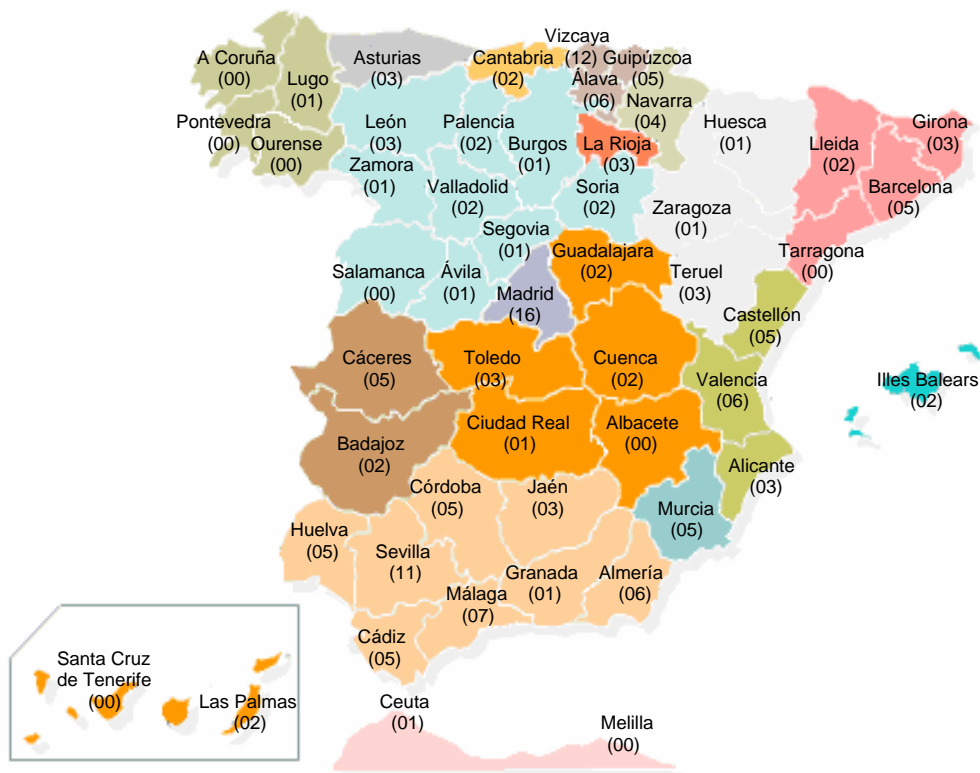 A Coruña
(00)
Lugo
(01)
Pontevedra
(00)
Ourense
(00)
Asturias
(03)
Cantabria
(02)
Vizcaya
(12)
Guipúzcoa
(05)
Álava
(06)
Navarra
(04)
La Rioja
(03)
León
(03)
Palencia
(02)
Burgos
(01)
Zamora
(01)
Valladolid
(02)
Soria
(02)
Segovia
(01)
Salamanca
(00)
Ávila
(01)
Madrid
(16)
Huesca
(01)
Zaragoza
(01)
Teruel
(03)
Lleida
(02)
Girona
(03)
Barcelona
(05)
Tarragona
(00)
Guadalajara
(02)
Toledo
(03)
Cuenca
(02)
Ciudad Real
(01)
Albacete
(00)
Castellón
(05)
Valencia
(06)
Alicante
(03)
Illes Balears
(02)
Cáceres
(05)
Badajoz
(02)
Murcia
(05)
Córdoba
(05)
Jaén
(03)
Huelva
(05)
Sevilla
(11)
Granada
(01)
Almería
(06)
Málaga
(07)
Cádiz
(05)
Santa Cruz
de Tenerife
(00)
Las Palmas
(02)
Ceuta
(01)
Melilla
(00)